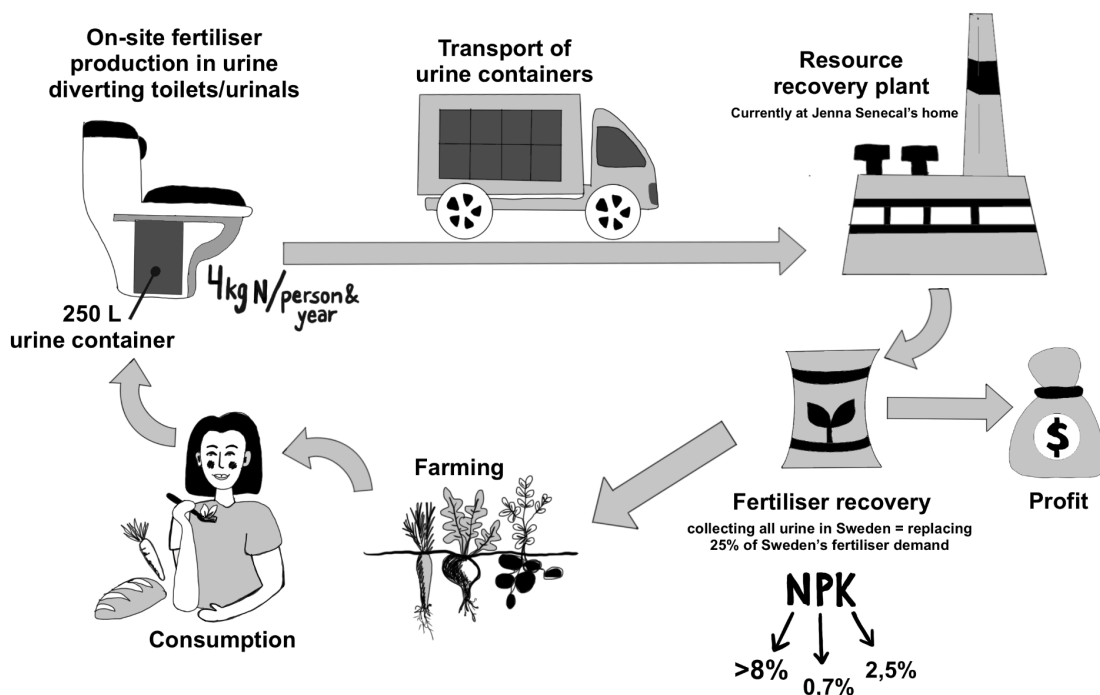 On-site fertiliser
production in urine
diverting toilets/urinals
Transport of
urine containers
Resource
recovery plant
Currently at Jenna Senecal's home
250 L
urine container
4kg N/person &
year
Farming
Fertiliser recovery
collecting all urine in Sweden = replacing
25% of Sweden's fertiliser demand
$
Profit
NPK
>8%
0,7%
2,5%
Consumption